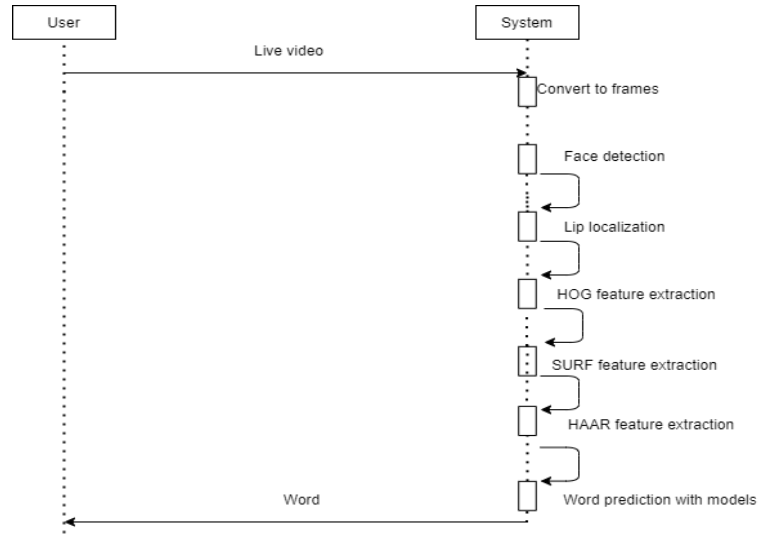 User
System
Live video
Convert to frames
Face detection
Lip localization
HOG feature extraction
SURF feature extraction
HAAR feature extraction
Word
Word prediction with models